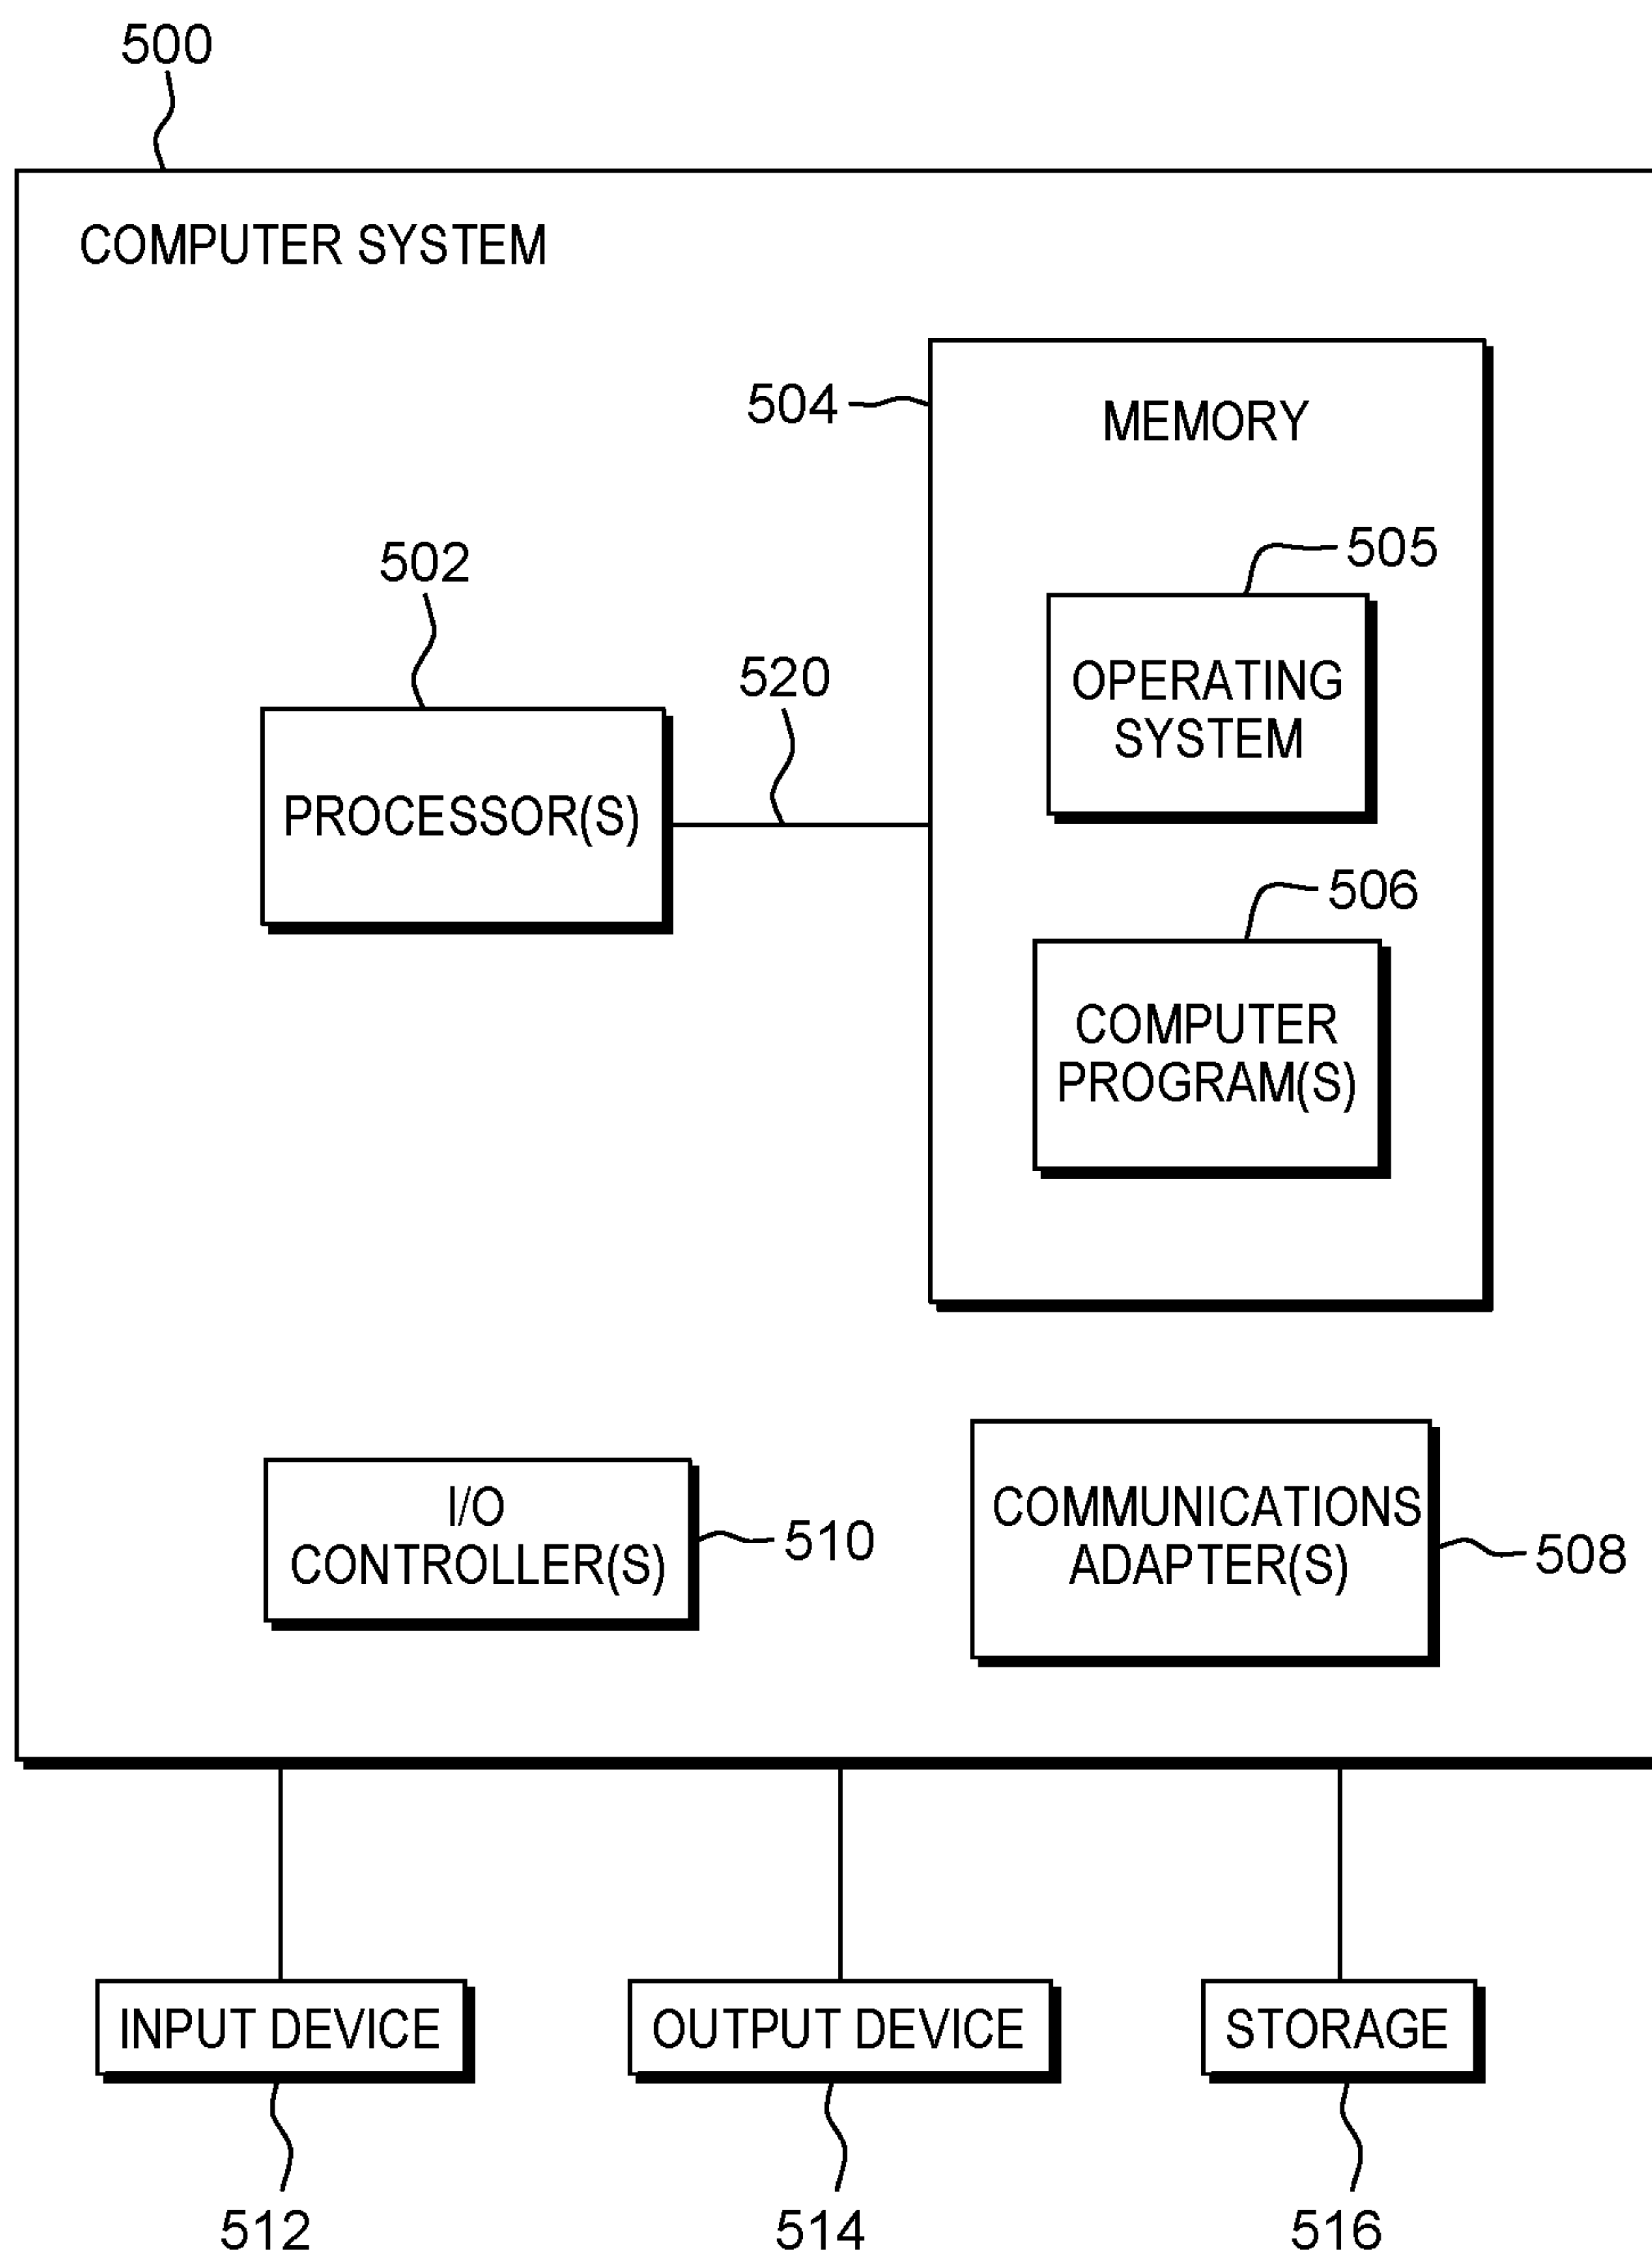 500
COMPUTER SYSTEM
504
MEMORY
502
505
520
OPERATING
SYSTEM
PROCESSOR(S)
506
COMPUTER
PROGRAM(S)
I/O
CONTROLLER(S)
510
COMMUNICATIONS
ADAPTER(S)
508
INPUT DEVICE
OUTPUT DEVICE
STORAGE
512
514
516